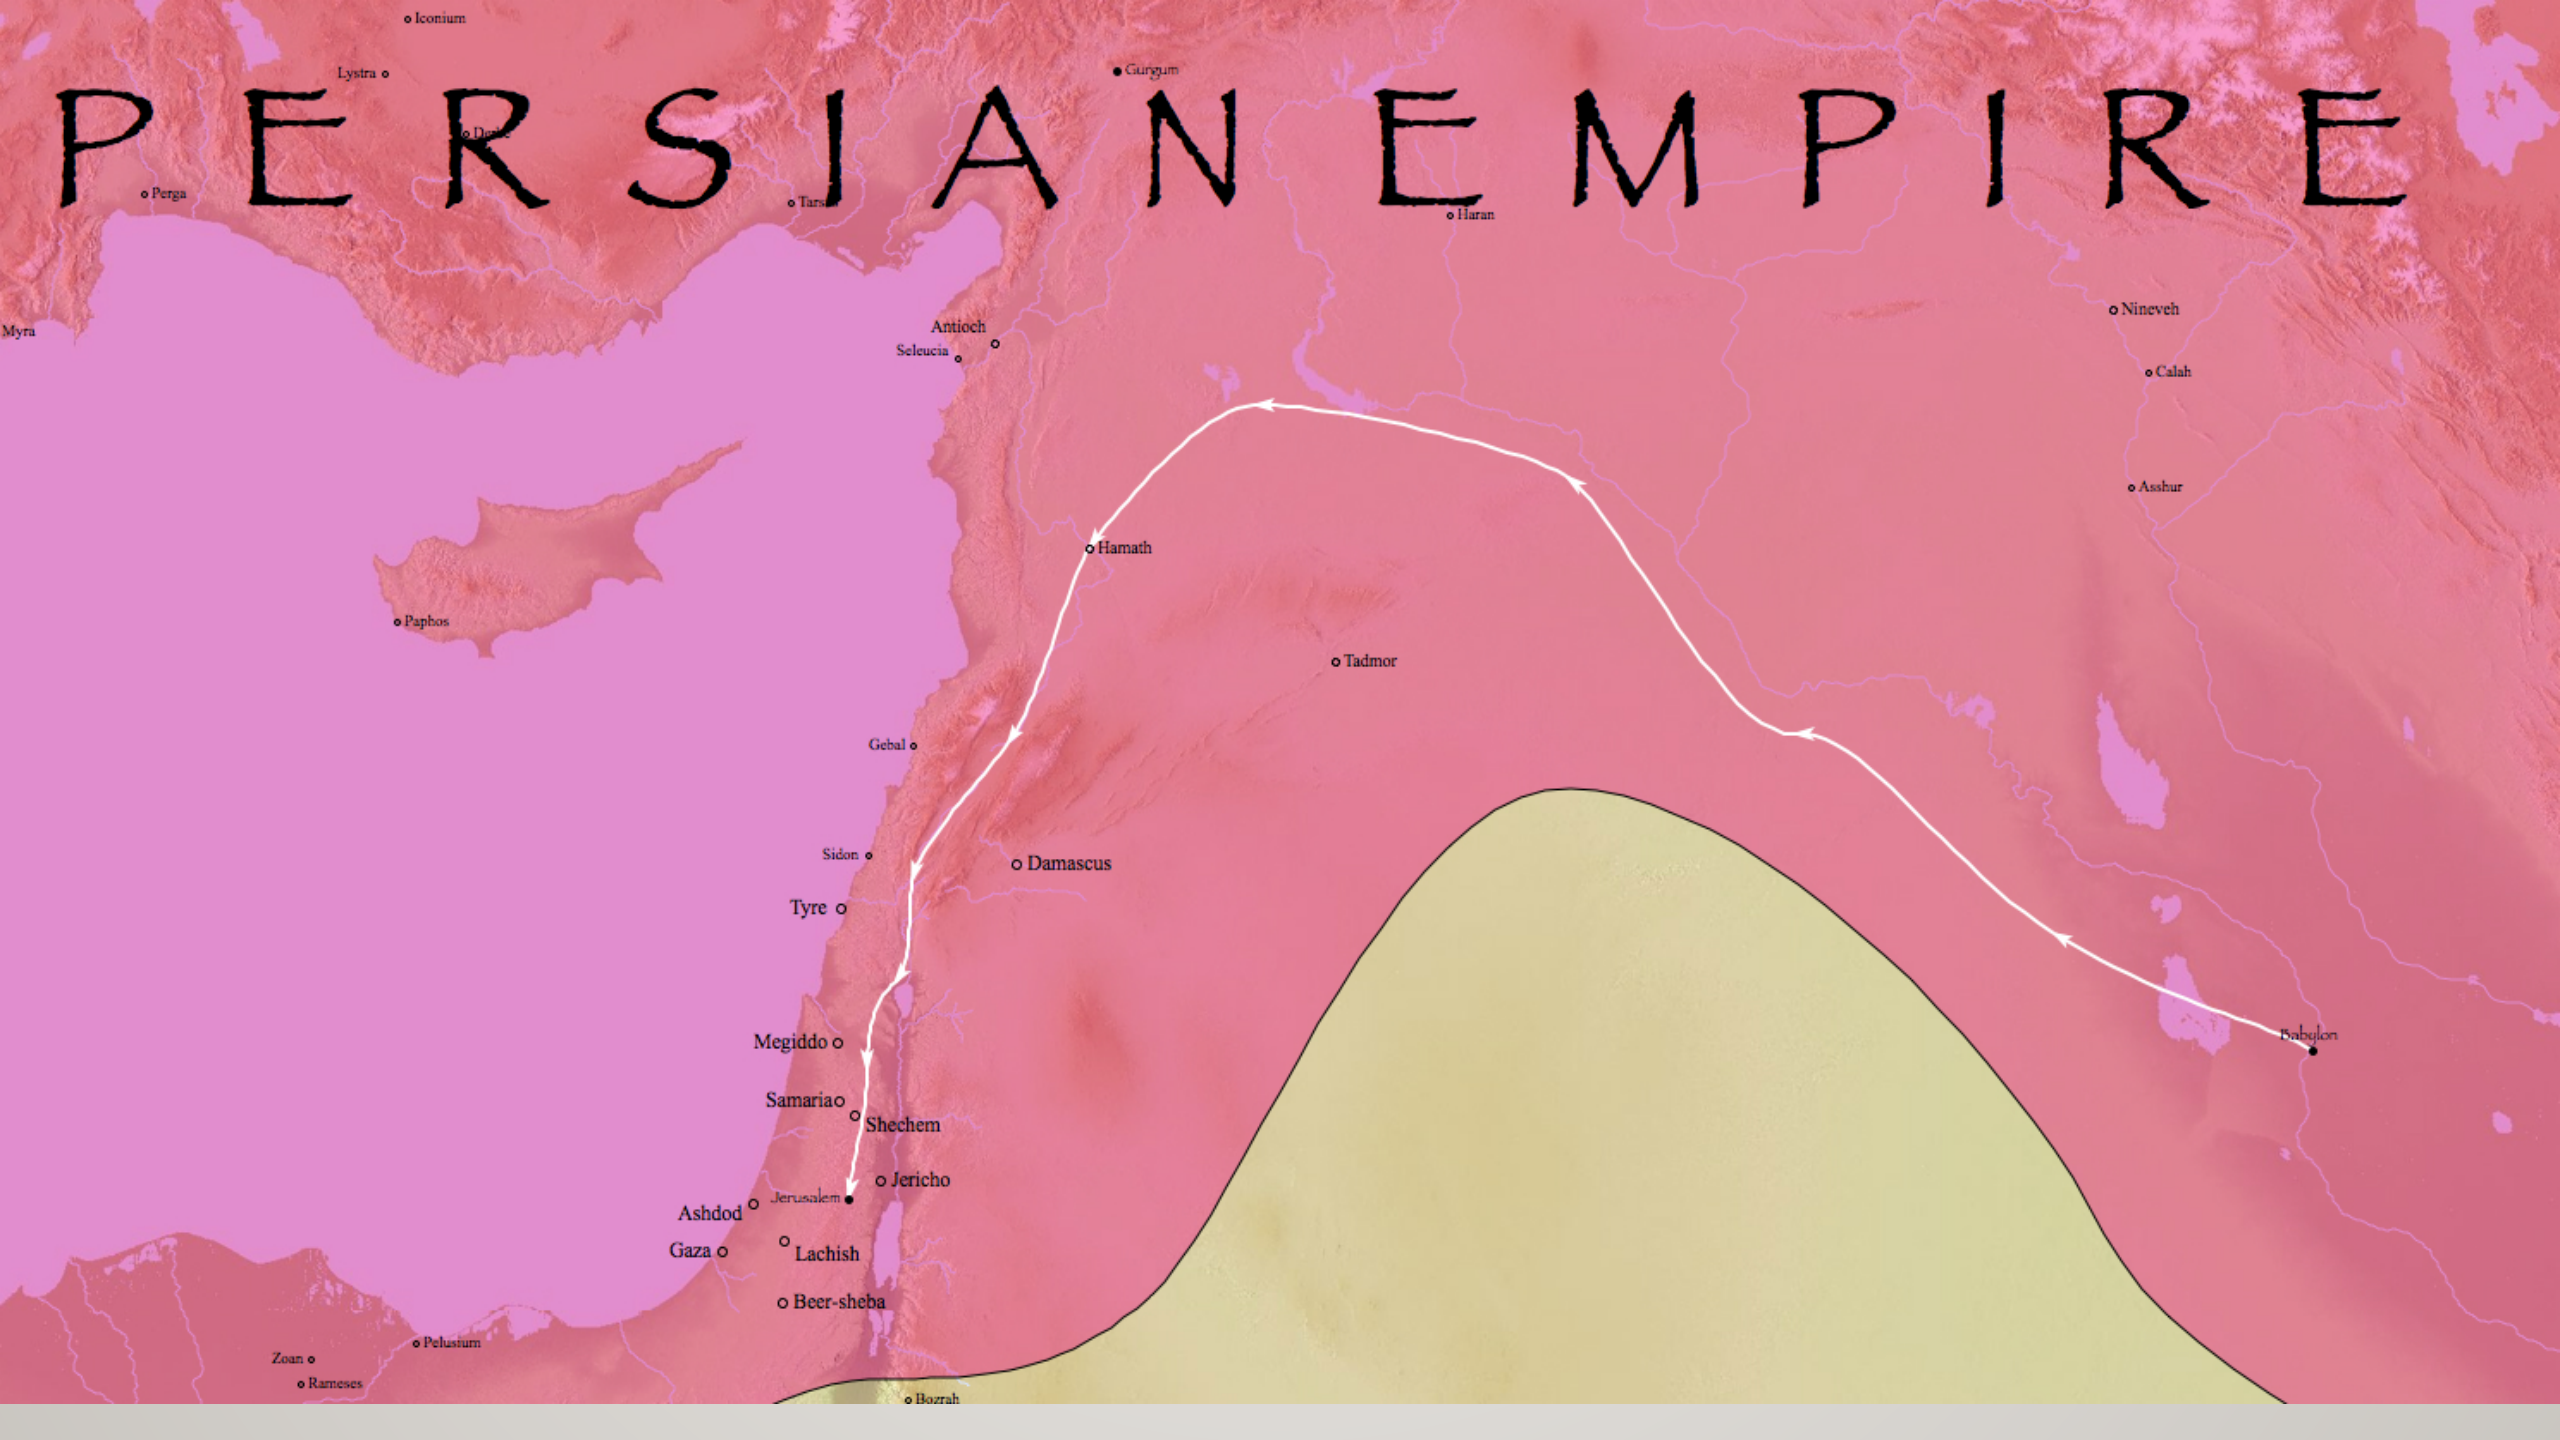 Iconium
Lystra
Gurgum
PERSIAN EMPIRE
Derbe
Perga
Haran
Nineveh
Myra
Antioch
Seleucia
Calah
Asshur
Hamath
Paphos
Tadmor
Gebal
Sidon
Damascus
Tyre
Babylon
Megiddo
Samaria
Shechem
Jericho
Jerusalem
Ashdod
Gaza
Lachish
Beer-sheba
Pelusium
Zoan
Rameses
Bozrah